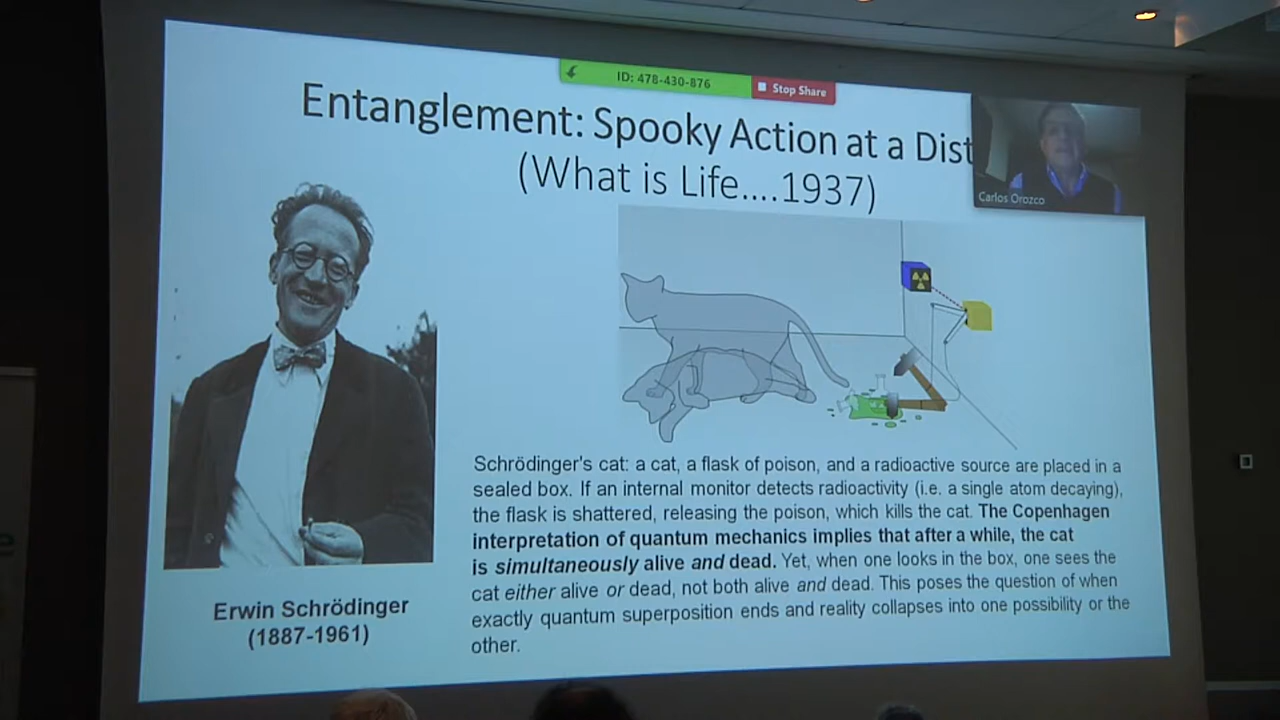 ID: 478-430-876
Stop Share
Entanglement: Spooky Action at a Dist
(What is Life....1937)
Carlos Orozco
Schrödinger's cat: a cat, a flask of poison, and a radioactive source are placed in a
sealed box. If an internal monitor detects radioactivity (i.e. a single atom decaying),
the flask is shattered, releasing the poison, which kills the cat. The Copenhagen
interpretation of quantum mechanics implies that after a while, the cat
is simultaneously alive and dead. Yet, when one looks in the box, one sees the
cat either alive or dead, not both alive and dead. This poses the question of when
exactly quantum superposition ends and reality collapses into one possibility or the
other.
Erwin Schrödinger
(1887-1961)